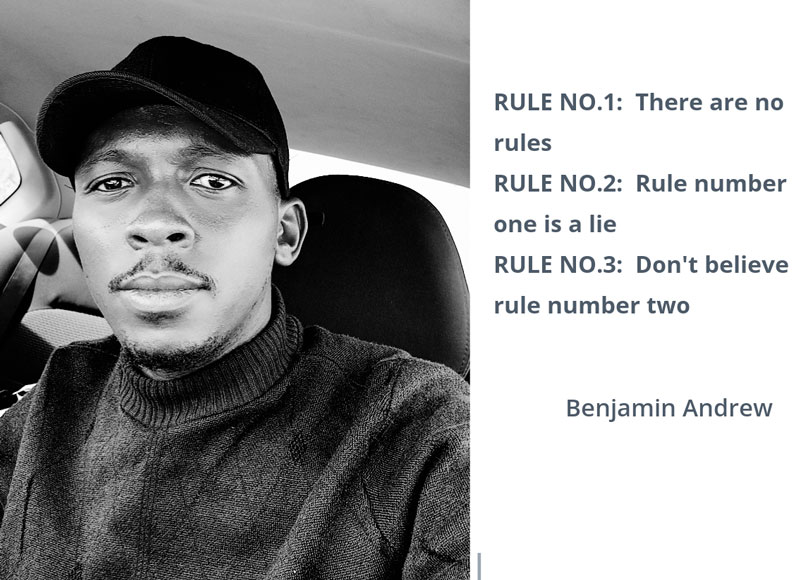 RULE NO.1:  There are no
rules
RULE NO.2:  Rule number
one is a lie
RULE NO.3:  Don't believe
rule number two
Benjamin Andrew